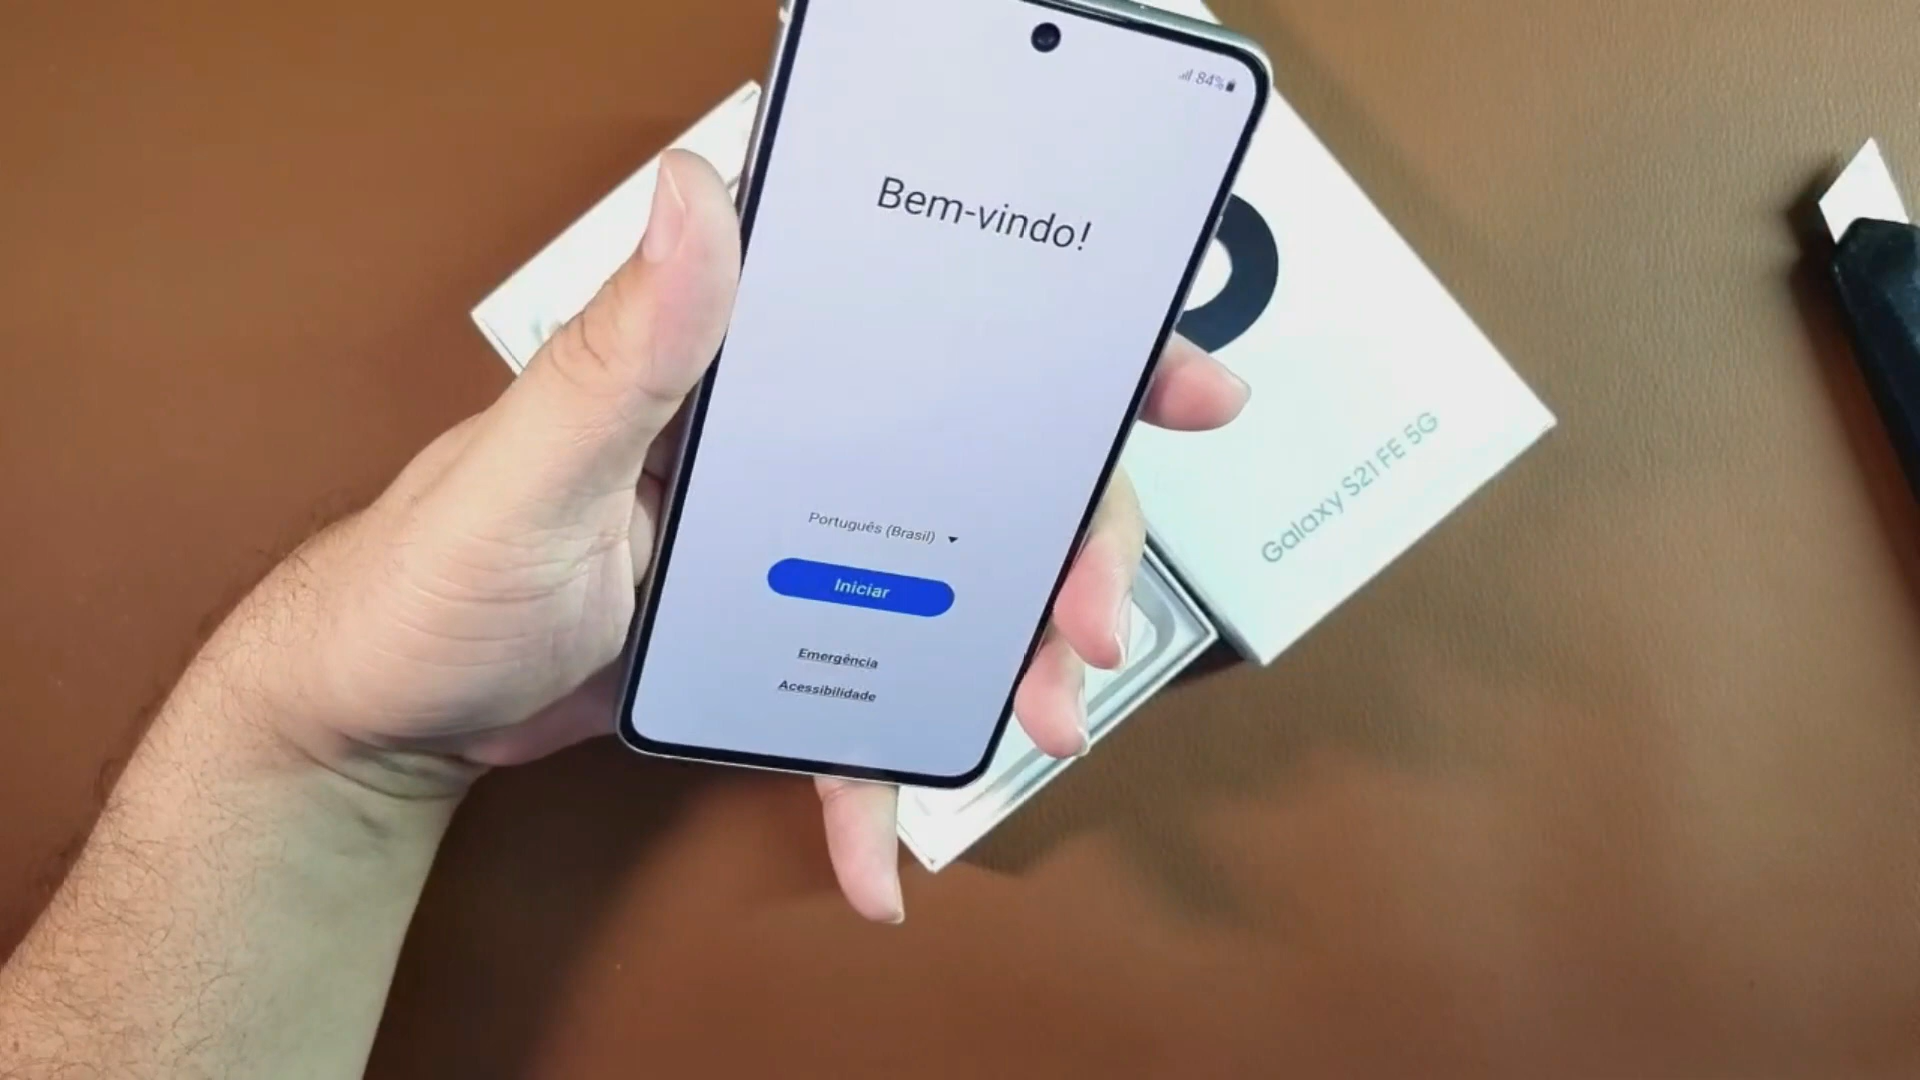 84%
Bem-vindo!
Português (Brasil)
Iniciar
Emergência
Acessibilidade
Galaxy S21 FE 5G